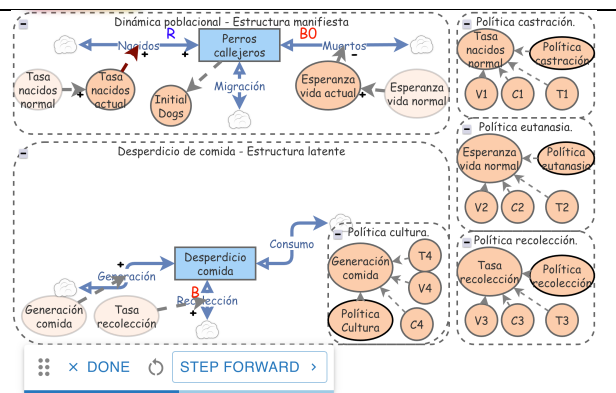 Dinámica poblacional - Estructura manifiesta
R
BO
Nacidos
+
+
Perros
callejeros
Muertos
−
Tasa
nacidos
normal
+
Tasa
nacidos
actual
Initial
Dogs
Migración
Esperanza
vida actual
+
Esperanza
vida normal
Política castración.
Tasa
nacidos
normal
Política
castración
V1
C1
T1
Política eutanasia.
Esperanza
vida normal
Política
eutanasia
V2
C2
T2
Política recolección.
Tasa
recolección
Política
recolección
V3
C3
T3
Desperdicio de comida - Estructura latente
+
Generación
Desperdicio
comida
Consumo
B
Recolección
+
Generación
comida
Tasa
recolección
Política cultura.
Generación
comida
T4
V4
Política
Cultura
C4
× DONE
STEP FORWARD >